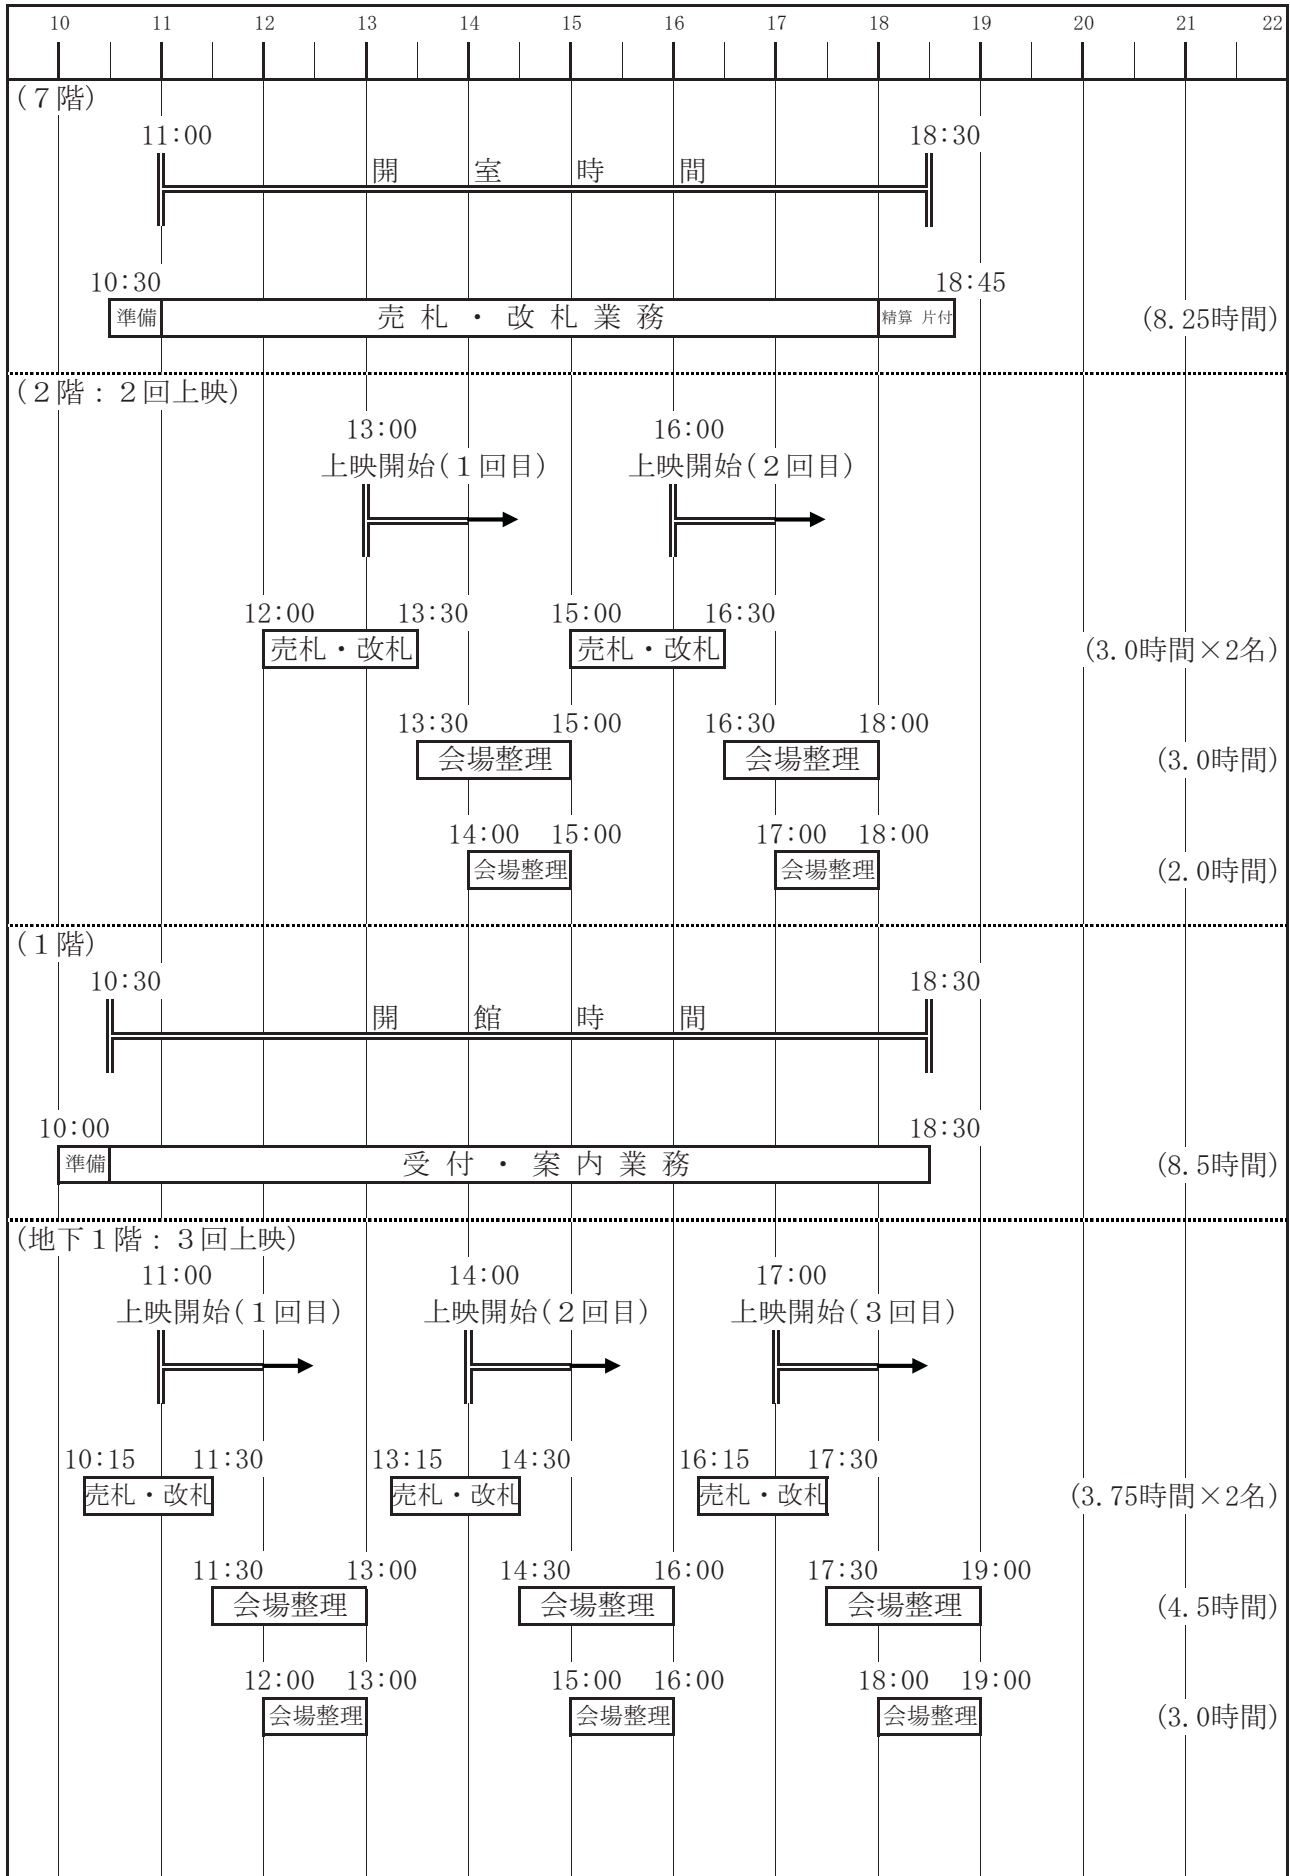 10 11 12 13 14 15 16 17 18 19 20 21 22
(７階)
11:00 18:30
開 室 時 間
10:30 18:45
準備 売 札 ・ 改 札 業 務 精算 片付 (8.25時間)
(２階：２回上映)
13:00 16:00
上映開始(１回目) 上映開始(２回目)
12:00 13:30 15:00 16:30
売札・改札 売札・改札 (3.0時間×2名)
13:30 15:00 16:30 18:00
会場整理 会場整理 (3.0時間)
14:00 15:00 17:00 18:00
会場整理 会場整理 (2.0時間)
(１階)
10:30 18:30
開 館 時 間
10:00 18:30
準備 受 付 ・ 案 内 業 務 (8.5時間)
(地下１階：３回上映)
11:00 14:00 17:00
上映開始(１回目) 上映開始(２回目) 上映開始(３回目)
10:15 11:30 13:15 14:30 16:15 17:30
売札・改札 売札・改札 売札・改札 (3.75時間×2名)
11:30 13:00 14:30 16:00 17:30 19:00
会場整理 会場整理 会場整理 (4.5時間)
12:00 13:00 15:00 16:00 18:00 19:00
会場整理 会場整理 会場整理 (3.0時間)